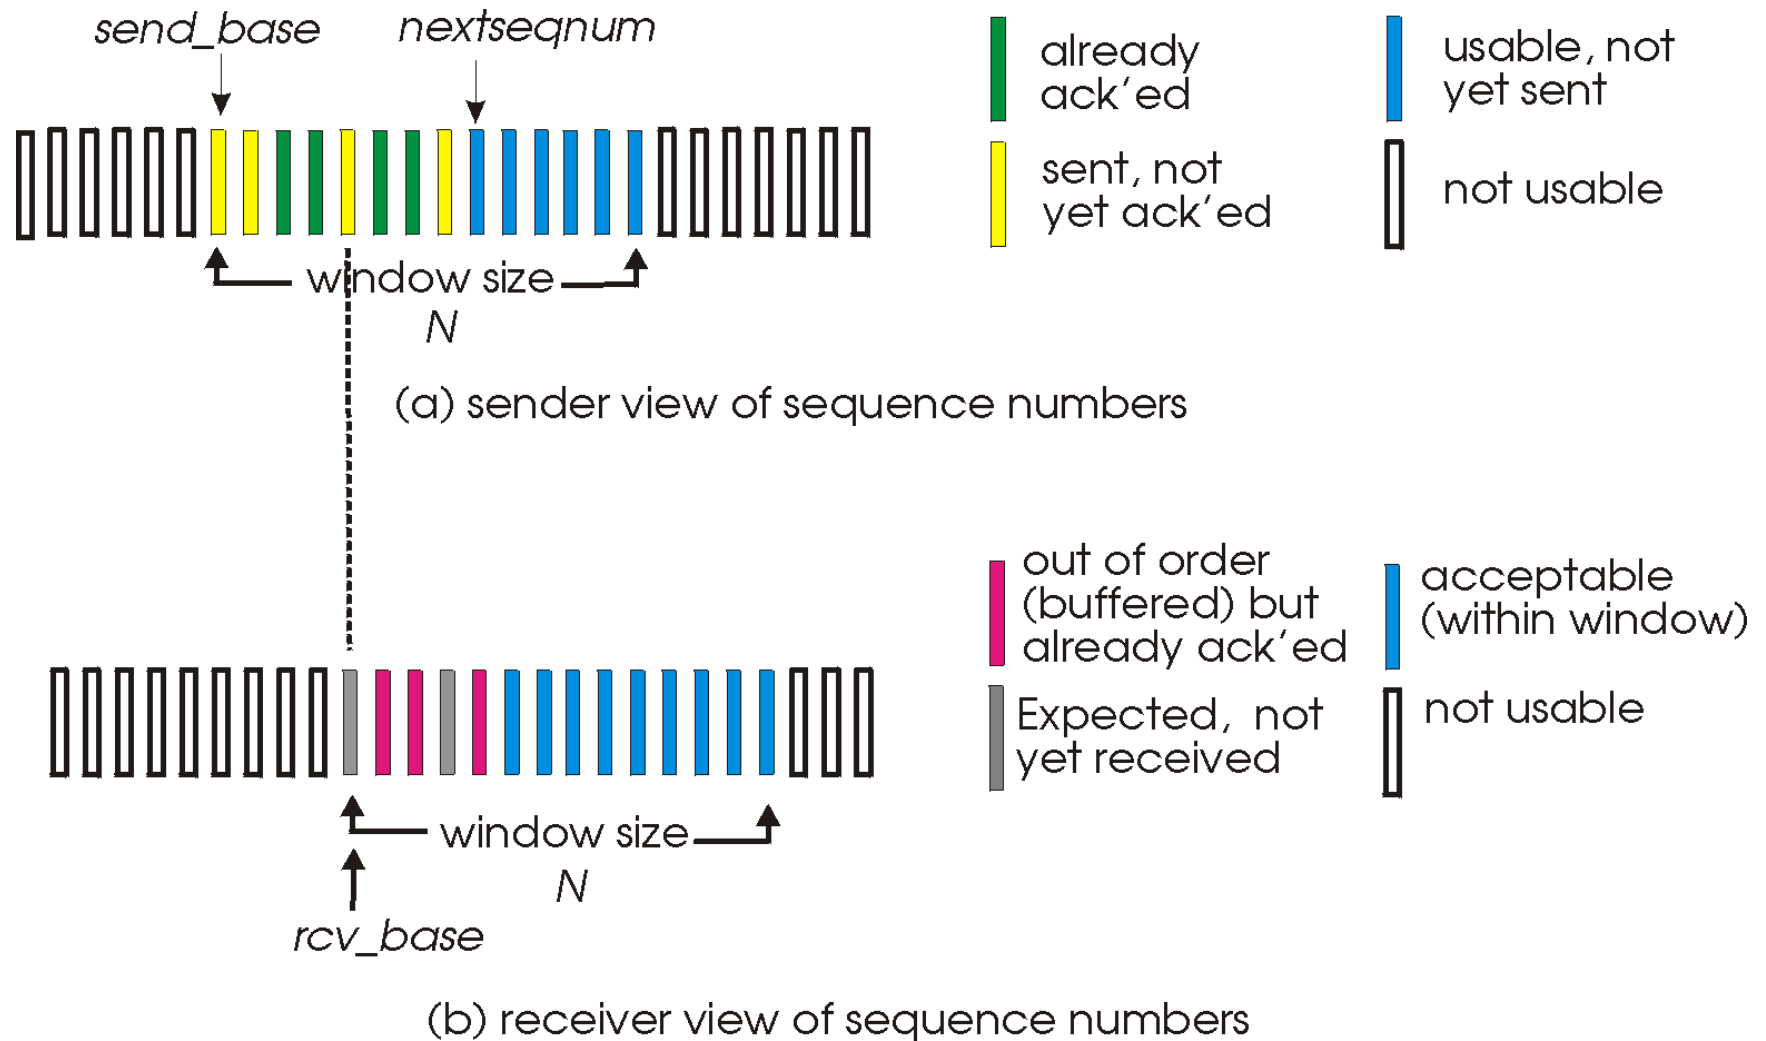 send_base
nextseqnum
already
ack'ed
usable, not
yet sent
sent, not
yet ack'ed
not usable
window size
N
(a) sender view of sequence numbers
out of order
(buffered) but
already ack'ed
acceptable
(within window)
Expected, not
yet received
not usable
window size
N
rcv_base
(b) receiver view of sequence numbers